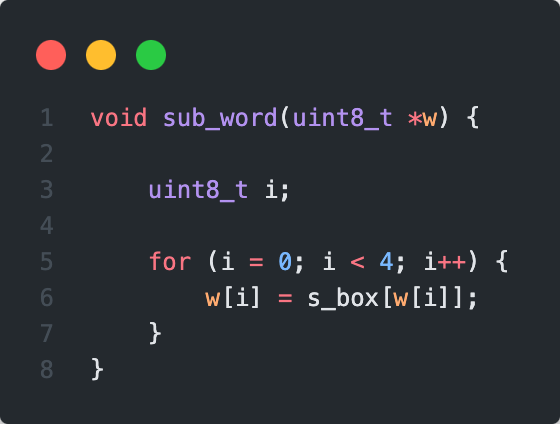 1 void sub_word(uint8_t *w) {
2
3     uint8_t i;
4
5     for (i = 0; i < 4; i++) {
6         w[i] = s_box[w[i]];
7     }
8 }